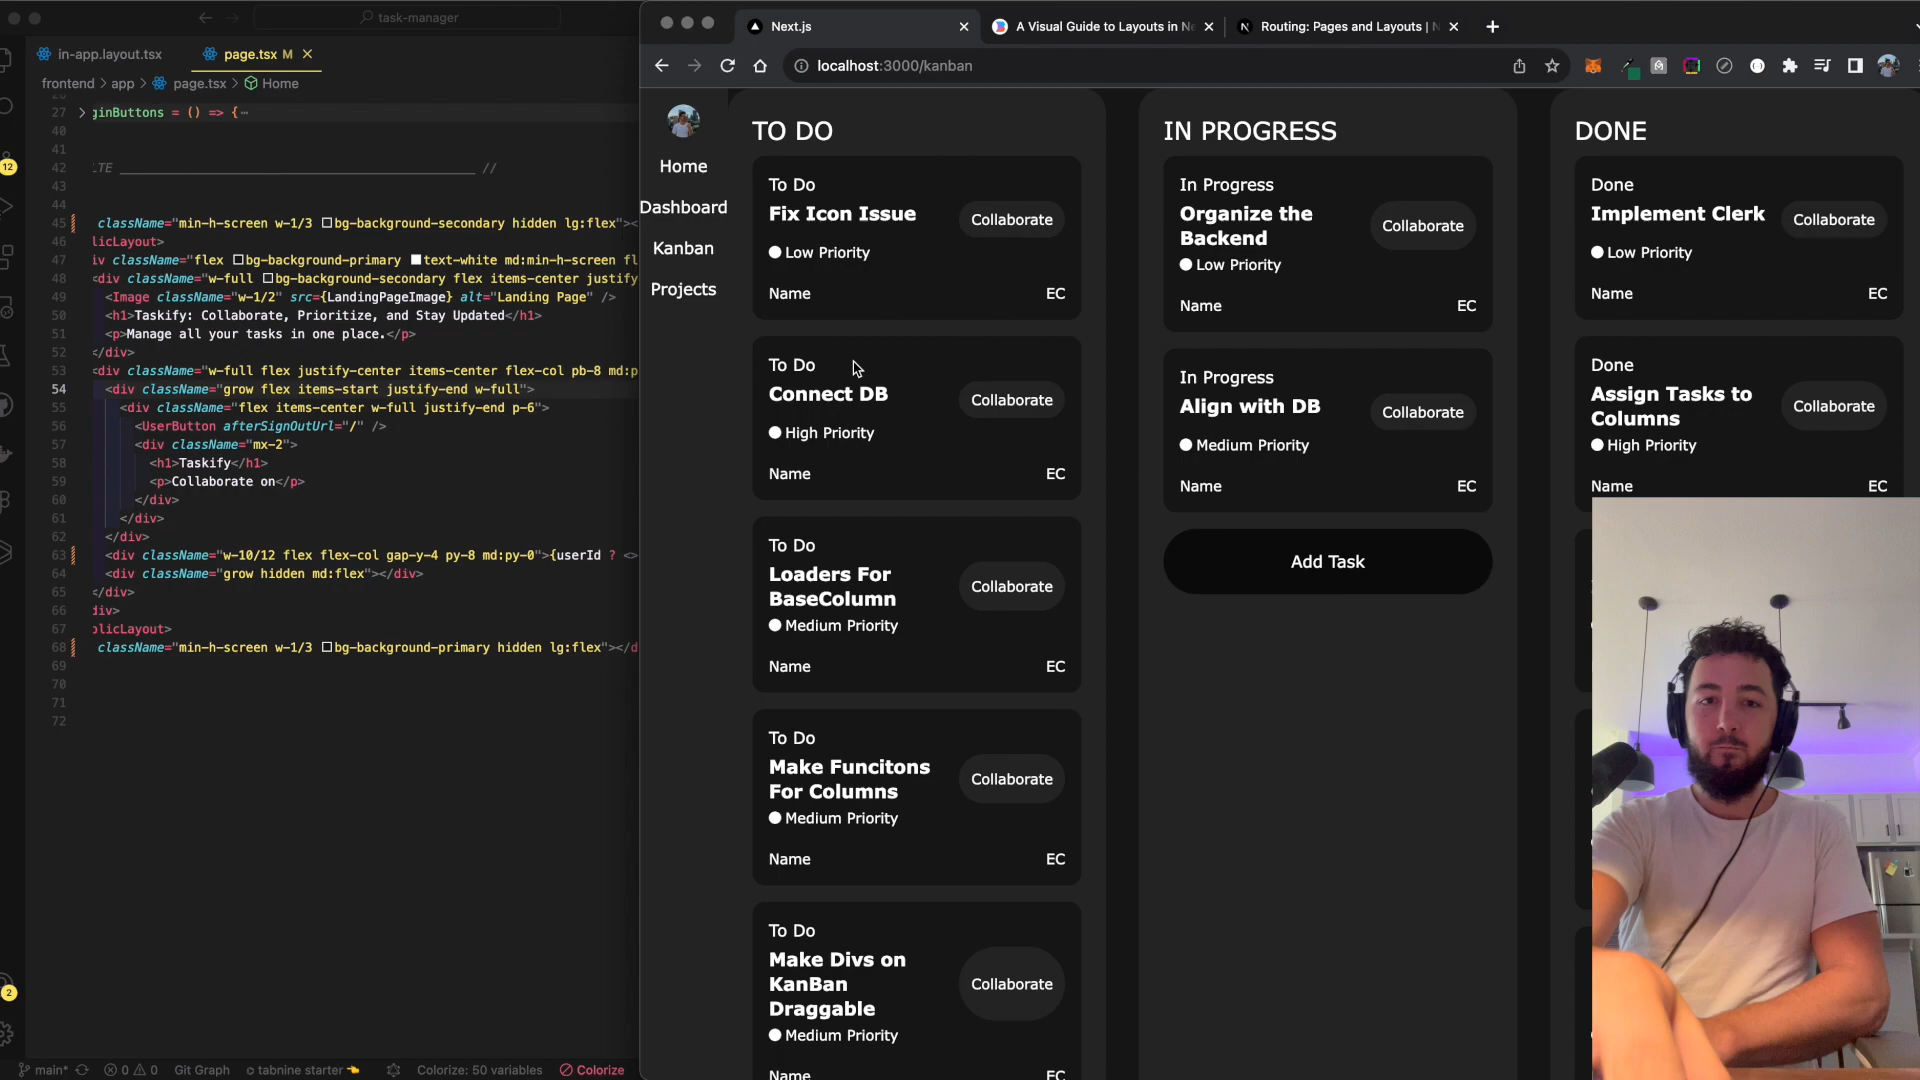 task-manager
in-app.layout.tsx
page.tsx M
frontend > app > page.tsx > Home
27 ginButtons = () => {
40
41
42 ATE __________ //
43
44
45 className="min-h-screen w-1/3 bg-background-secondary hidden lg:flex"><
46 licLayout>
47 iv className="flex bg-background-primary text-white md:min-h-screen fl
48 <div className="w-full bg-background-secondary flex items-center justify
49 <Image className="w-1/2" src={LandingPageImage} alt="Landing Page" />
50 <h1>Taskify: Collaborate, Prioritize, and Stay Updated</h1>
51 <p>Manage all your tasks in one place.</p>
52 </div>
53 <div className="w-full flex justify-center items-center flex-col pb-8 md:p
54 <div className="grow flex items-start justify-end w-full">
55 <div className="flex items-center w-full justify-end p-6">
56 <UserButton afterSignOutUrl="/" />
57 <div className="mx-2">
58 <h1>Taskify</h1>
59 <p>Collaborate on</p>
60 </div>
61 </div>
62 </div>
63 <div className="w-10/12 flex flex-col gap-y-4 py-8 md:py-0">{userId ? <>
64 <div className="grow hidden md:flex"></div>
65 </div>
66 div>
67 blicLayout>
68 className="min-h-screen w-1/3 bg-background-primary hidden lg:flex"></d
69
70
71
72
12
2
main*
0 0
Git Graph
tabnine starter
Colorize: 50 variables
Colorize
Next.js
A Visual Guide to Layouts in Ne
Routing: Pages and Layouts | N
localhost:3000/kanban
Home
Dashboard
Kanban
Projects
TO DO
To Do
Fix Icon Issue
Collaborate
Low Priority
Name EC
To Do
Connect DB
Collaborate
High Priority
Name EC
To Do
Loaders For
BaseColumn
Collaborate
Medium Priority
Name EC
To Do
Make Funcitons
For Columns
Collaborate
Medium Priority
Name EC
To Do
Make Divs on
KanBan
Draggable
Collaborate
Medium Priority
Name EC
IN PROGRESS
In Progress
Organize the
Backend
Collaborate
Low Priority
Name EC
In Progress
Align with DB
Collaborate
Medium Priority
Name EC
Add Task
DONE
Done
Implement Clerk
Collaborate
Low Priority
Name EC
Done
Assign Tasks to
Columns
Collaborate
High Priority
Name EC